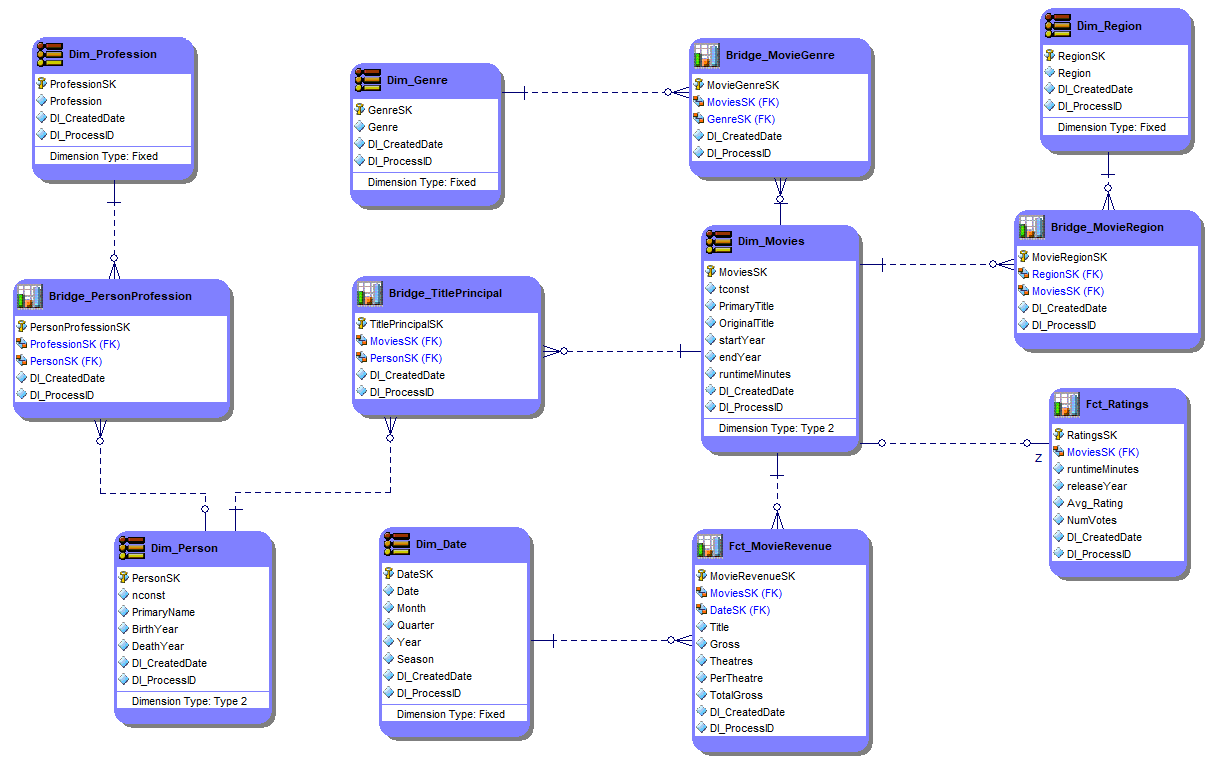 Dim_Profession
ProfessionSK
Profession
DI_CreatedDate
DI_ProcessID
Dimension Type: Fixed
Dim_Genre
GenreSK
Genre
DI_CreatedDate
DI_ProcessID
Dimension Type: Fixed
Bridge_MovieGenre
MovieGenreSK
MoviesSK (FK)
GenreSK (FK)
DI_CreatedDate
DI_ProcessID
Dim_Region
RegionSK
Region
DI_CreatedDate
DI_ProcessID
Dimension Type: Fixed
Bridge_PersonProfession
PersonProfessionSK
ProfessionSK (FK)
PersonSK (FK)
DI_CreatedDate
DI_ProcessID
Bridge_TitlePrincipal
TitlePrincipalSK
MoviesSK (FK)
PersonSK (FK)
DI_CreatedDate
DI_ProcessID
Dim_Movies
MoviesSK
tconst
PrimaryTitle
OriginalTitle
startYear
endYear
runtimeMinutes
DI_CreatedDate
DI_ProcessID
Dimension Type: Type 2
Bridge_MovieRegion
MovieRegionSK
RegionSK (FK)
MoviesSK (FK)
DI_CreatedDate
DI_ProcessID
Z
Fct_Ratings
RatingsSK
MoviesSK (FK)
runtimeMinutes
releaseYear
Avg_Rating
NumVotes
DI_CreatedDate
DI_ProcessID
Dim_Person
PersonSK
nconst
PrimaryName
BirthYear
DeathYear
DI_CreatedDate
DI_ProcessID
Dimension Type: Type 2
Dim_Date
DateSK
Date
Month
Quarter
Year
Season
DI_CreatedDate
DI_ProcessID
Dimension Type: Fixed
Fct_MovieRevenue
MovieRevenueSK
MoviesSK (FK)
DateSK (FK)
Title
Gross
Theatres
PerTheatre
TotalGross
DI_CreatedDate
DI_ProcessID